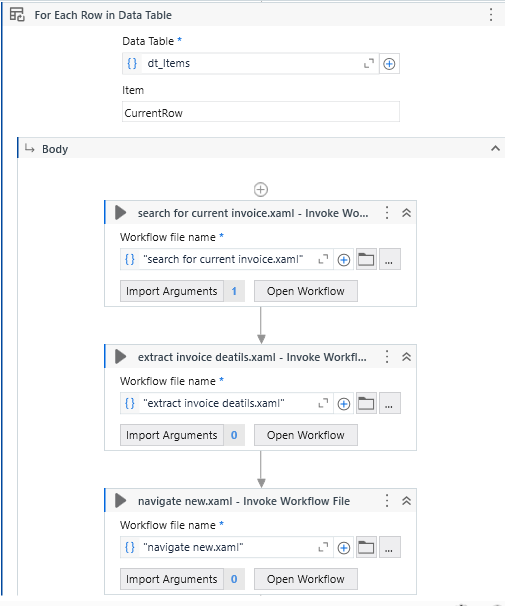 For Each Row in Data Table
Data Table *
{} dt_Items
Item
CurrentRow
Body
search for current invoice.xaml - Invoke Wo...
Workflow file name *
{} "search for current invoice.xaml"
...
Import Arguments 1 Open Workflow
extract invoice deatils.xaml - Invoke Workfl...
Workflow file name *
{} "extract invoice deatils.xaml"
...
Import Arguments 0 Open Workflow
navigate new.xaml - Invoke Workflow File
Workflow file name *
{} "navigate new.xaml"
...
Import Arguments 0 Open Workflow